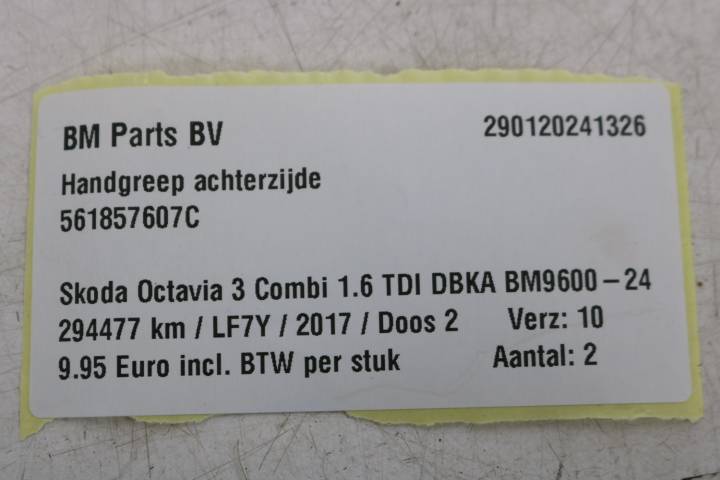 BM Parts BV 290120241326
Handgreep achterzijde
561857607C
Skoda Octavia 3 Combi 1.6 TDI DBKA BM9600-24
294477 km / LF7Y / 2017 / Doos 2 Verz: 10
9.95 Euro incl. BTW per stuk Aantal: 2